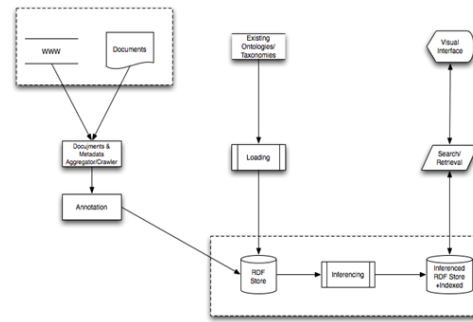 WWW
Documents
Existing
Ontologies/
Taxonomies
Visual
Interface
Documents &
Metadata
Aggregator/Crawler
Loading
Search/
Retrieval
Annotation
RDF
Store
Inferencing
Inferenced
RDF Store
+Indexed